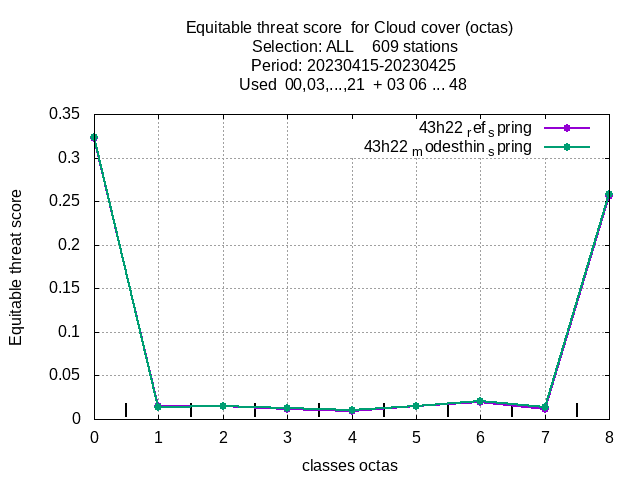 Equitable threat score  for Cloud cover (octas)
Selection: ALL    609 stations
Period: 20230415-20230425
Used  00,03,...,21  + 03 06 ... 48
43h22 ref spring
43h22 modesthin spring
Equitable threat score
0.35
0.3
0.25
0.2
0.15
0.1
0.05
0
0 1 2 3 4 5 6 7 8
classes octas